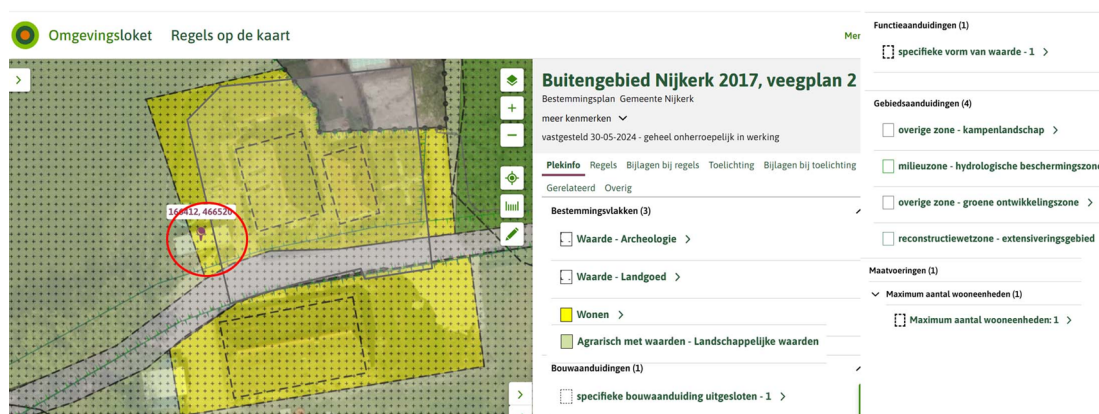 Omgevingsloket Regels op de kaart
Mer
166412, 466520
Buitengebied Nijkerk 2017, veegplan 2
Bestemmingsplan Gemeente Nijkerk
meer kenmerken
vastgesteld 30-05-2024 - geheel onherroepelijk in werking
Plekinfo Regels Bijlagen bij regels Toelichting Bijlagen bij toelichting
Gerelateerd Overig
Bestemmingsvlakken (3)
Waarde - Archeologie
Waarde - Landgoed
Wonen
Agrarisch met waarden - Landschappelijke waarden
Bouwaanduidingen (1)
specifieke bouwaanduiding uitgesloten - 1
Functieaanduidingen (1)
specifieke vorm van waarde - 1
Gebiedsaanduidingen (4)
overige zone - kampenlandschap
milieuzone - hydrologische beschermingszone
overige zone - groene ontwikkelingszone
reconstructiewetzone - extensiveringsgebied
Maatvoeringen (1)
Maximum aantal wooneenheden (1)
Maximum aantal wooneenheden: 1